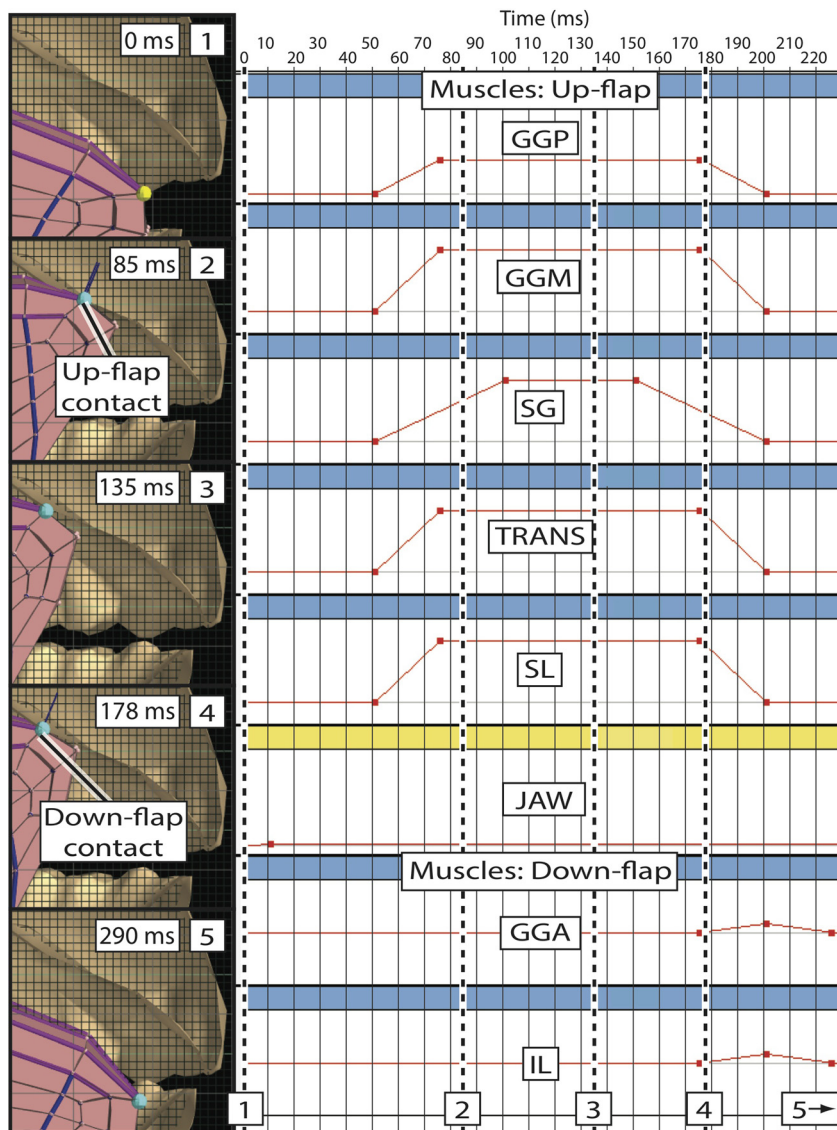 Time (ms)
0 10 30 50 70 90 110 130 150 170 190 210
20 40 60 80 100 120 140 160 180 200 220
0 ms 1
Muscles: Up-flap
GGP
85 ms 2
GGM
Up-flap
contact
SG
135 ms 3
TRANS
SL
178 ms 4
JAW
Down-flap
contact
Muscles: Down-flap
290 ms 5
GGA
IL
1 2 3 4 5→